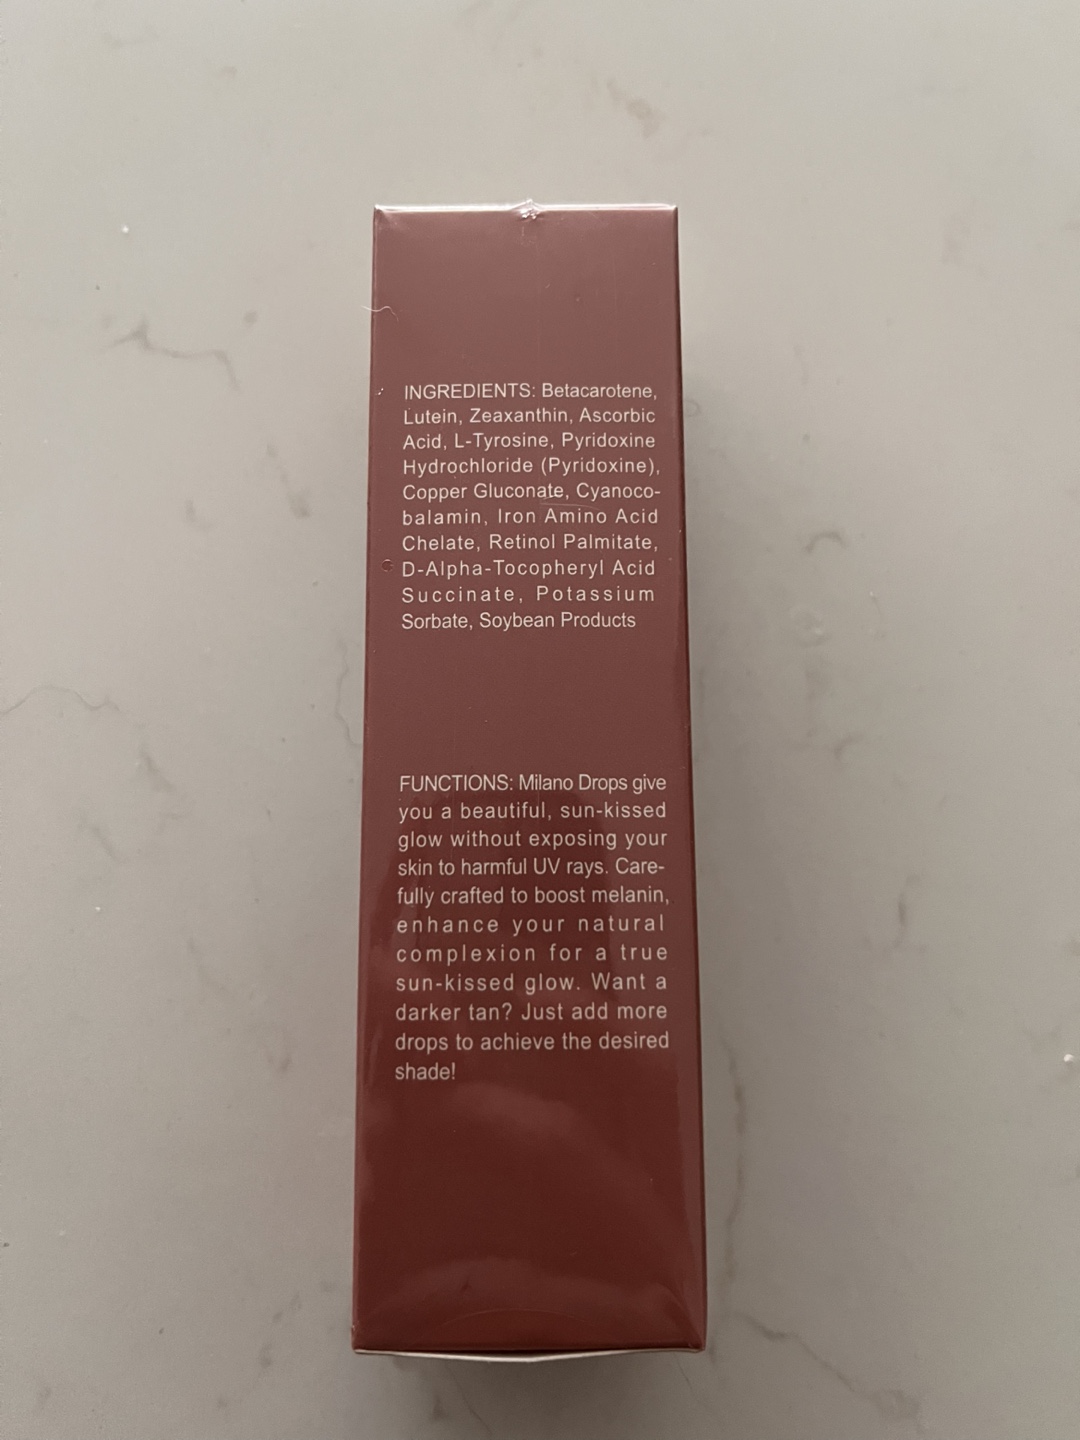 INGREDIENTS: Betacarotene,
Lutein, Zeaxanthin, Ascorbic
Acid, L-Tyrosine, Pyridoxine
Hydrochloride (Pyridoxine),
Copper Gluconate, Cyanoco-
balamin, Iron Amino Acid
Chelate, Retinol Palmitate,
D-Alpha-Tocopheryl Acid
Succinate, Potassium
Sorbate, Soybean Products
FUNCTIONS: Milano Drops give
you a beautiful, sun-kissed
glow without exposing your
skin to harmful UV rays. Care-
fully crafted to boost melanin,
enhance your natural
complexion for a true
sun-kissed glow. Want a
darker tan? Just add more
drops to achieve the desired
shade!